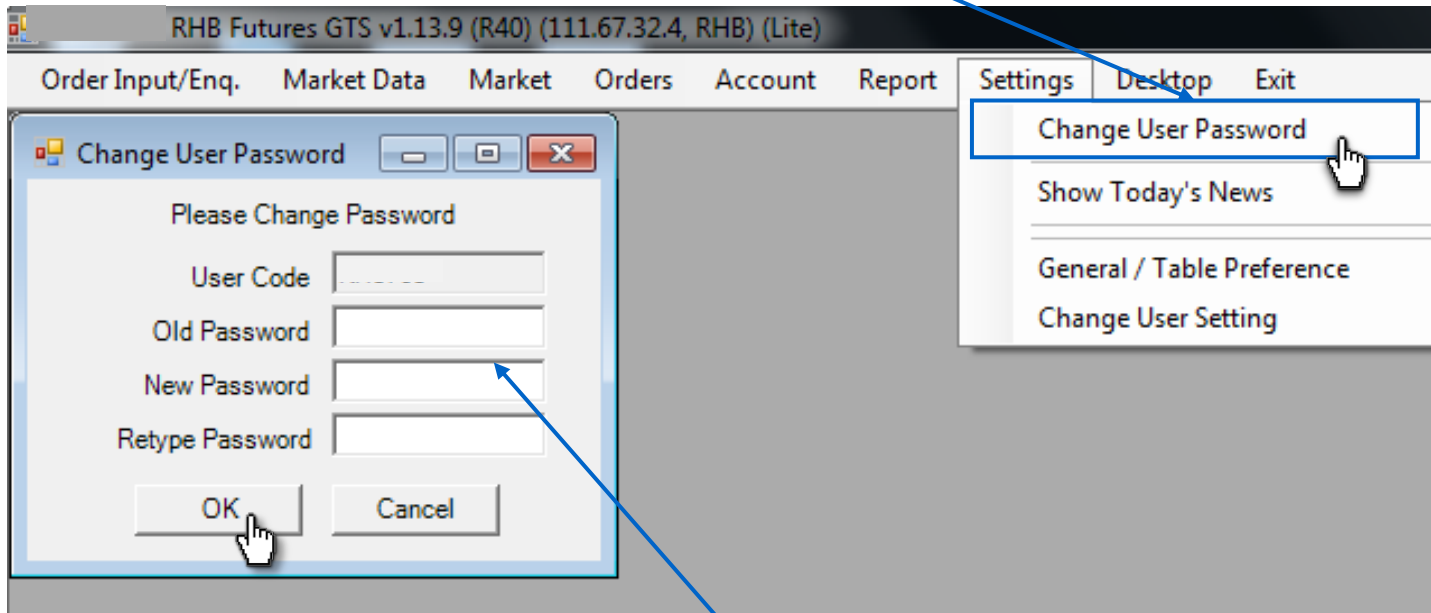 RHB Futures GTS v1.13.9 (R40) (111.67.32.4, RHB) (Lite)
Order Input/Enq. Market Data Market Orders Account Report Settings Desktop Exit
Change User Password
Please Change Password
User Code
Old Password
New Password
Retype Password
OK Cancel
Change User Password
Show Today's News
General / Table Preference
Change User Setting